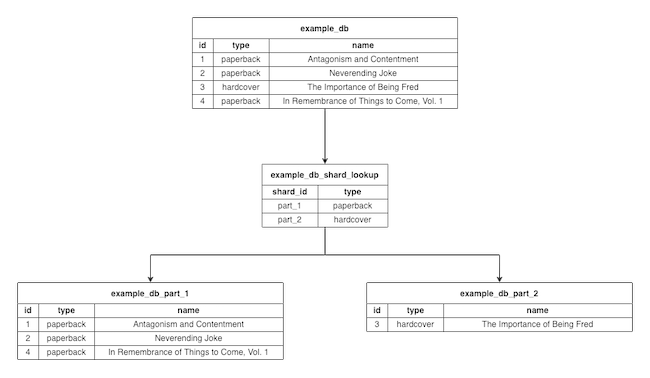 example_db
id type name
1 paperback Antagonism and Contentment
2 paperback Neverending Joke
3 hardcover The Importance of Being Fred
4 paperback In Remembrance of Things to Come, Vol. 1
example_db_shard_lookup
shard_id type
part_1 paperback
part_2 hardcover
example_db_part_1
id type name
1 paperback Antagonism and Contentment
2 paperback Neverending Joke
4 paperback In Remembrance of Things to Come, Vol. 1
example_db_part_2
id type name
3 hardcover The Importance of Being Fred